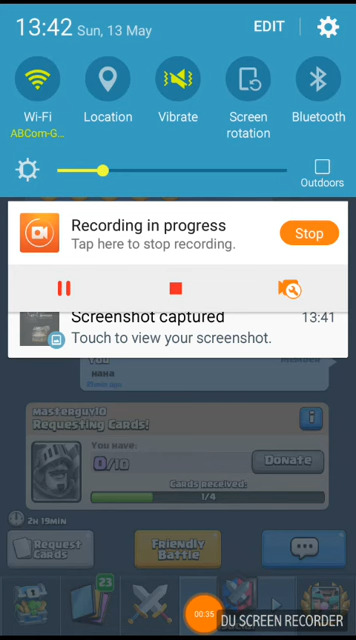 13:42 Sun, 13 May EDIT
Wi-Fi Location Vibrate Screen rotation Bluetooth
ABCom-G...
Outdoors
Recording in progress
Tap here to stop recording.
Stop
Screenshot captured 13:41
Touch to view your screenshot.
You
HAHA
Masterguy10
Requesting Cards!
You Have:
0/10
Donate
Cards received:
1/4
2H 19MIN
Request Cards
Friendly Battle
23
00:35
DU SCREEN RECORDER